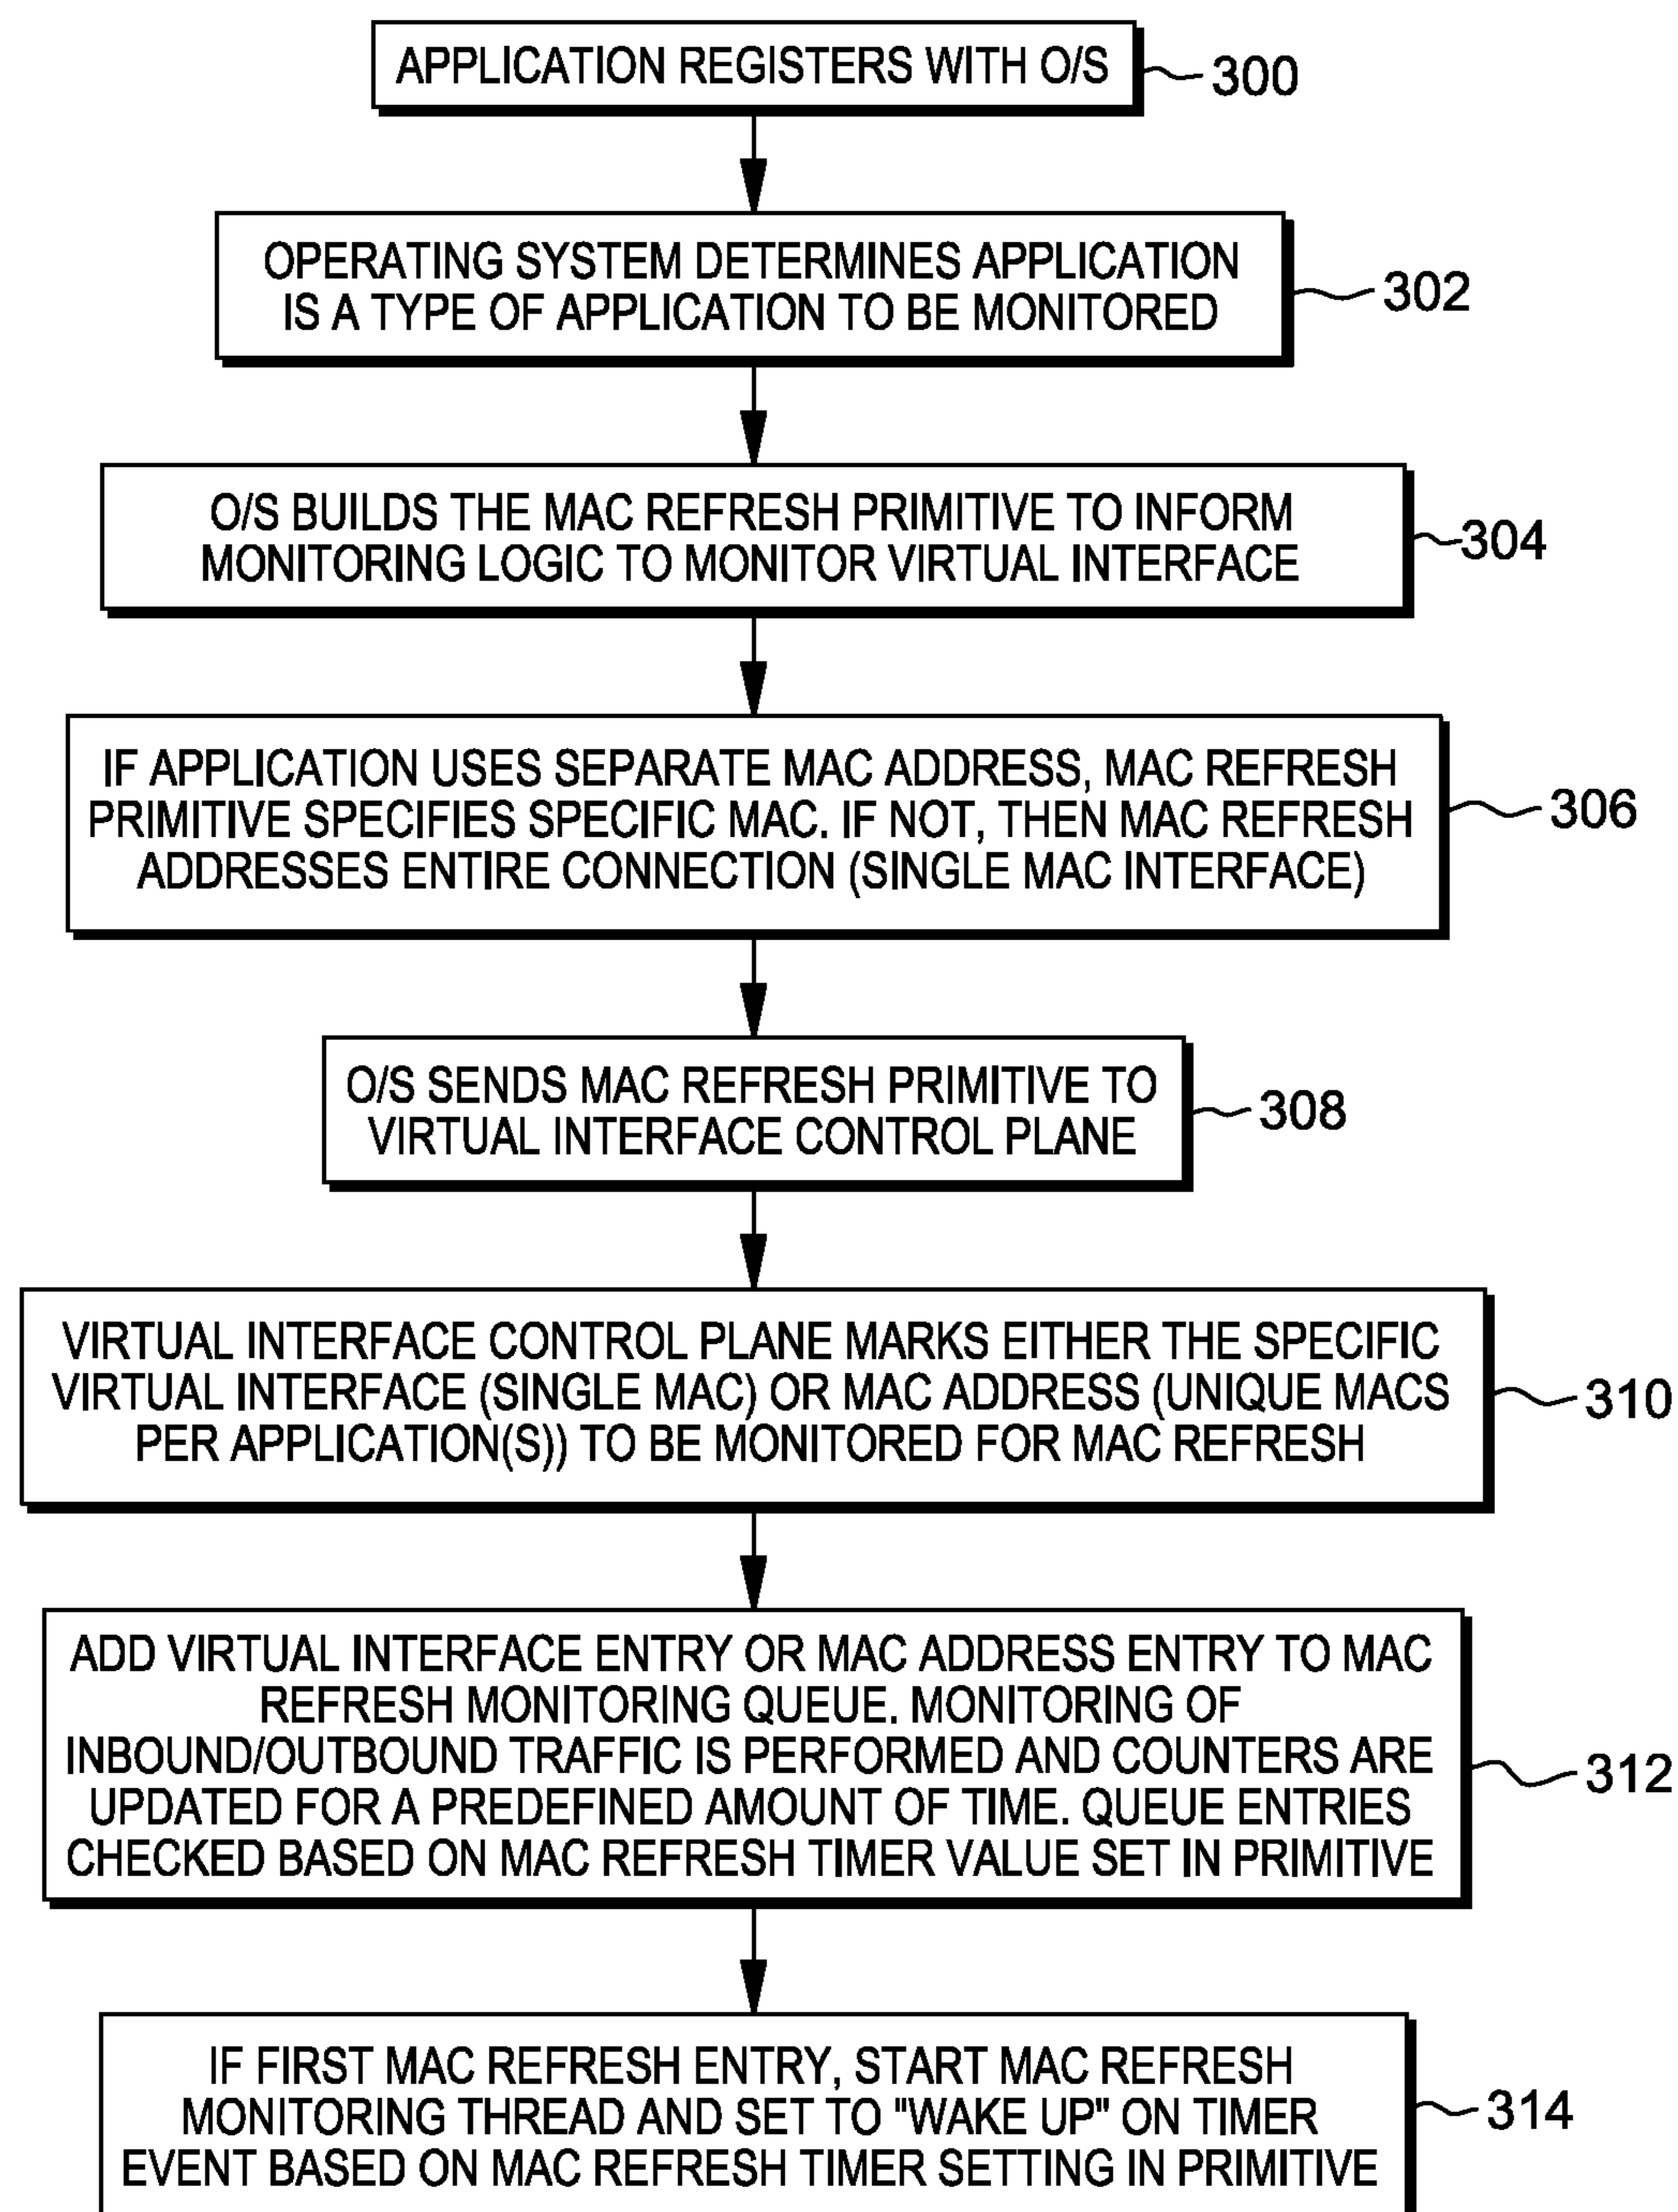 APPLICATION REGISTERS WITH O/S
300
OPERATING SYSTEM DETERMINES APPLICATION
IS A TYPE OF APPLICATION TO BE MONITORED
302
O/S BUILDS THE MAC REFRESH PRIMITIVE TO INFORM
MONITORING LOGIC TO MONITOR VIRTUAL INTERFACE
304
IF APPLICATION USES SEPARATE MAC ADDRESS, MAC REFRESH
PRIMITIVE SPECIFIES SPECIFIC MAC. IF NOT, THEN MAC REFRESH
ADDRESSES ENTIRE CONNECTION (SINGLE MAC INTERFACE)
306
O/S SENDS MAC REFRESH PRIMITIVE TO
VIRTUAL INTERFACE CONTROL PLANE
308
VIRTUAL INTERFACE CONTROL PLANE MARKS EITHER THE SPECIFIC
VIRTUAL INTERFACE (SINGLE MAC) OR MAC ADDRESS (UNIQUE MACS
PER APPLICATION(S)) TO BE MONITORED FOR MAC REFRESH
310
ADD VIRTUAL INTERFACE ENTRY OR MAC ADDRESS ENTRY TO MAC
REFRESH MONITORING QUEUE. MONITORING OF
INBOUND/OUTBOUND TRAFFIC IS PERFORMED AND COUNTERS ARE
UPDATED FOR A PREDEFINED AMOUNT OF TIME. QUEUE ENTRIES
CHECKED BASED ON MAC REFRESH TIMER VALUE SET IN PRIMITIVE
312
IF FIRST MAC REFRESH ENTRY, START MAC REFRESH
MONITORING THREAD AND SET TO "WAKE UP" ON TIMER
EVENT BASED ON MAC REFRESH TIMER SETTING IN PRIMITIVE
314